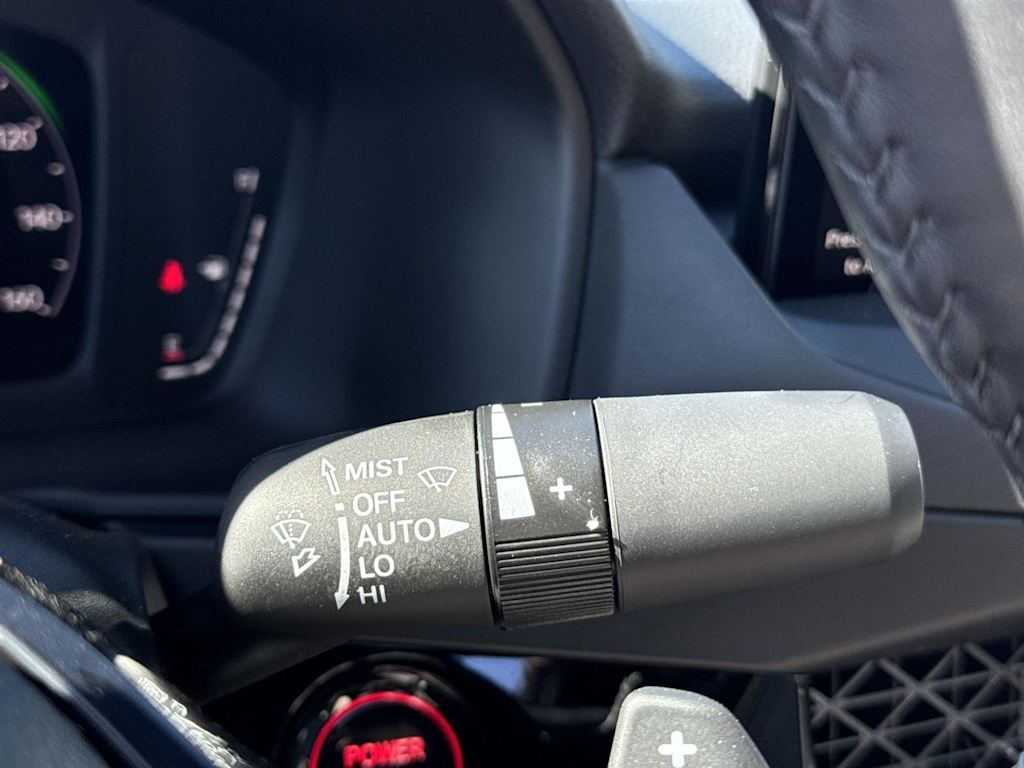 120
140
160
MIST
OFF
AUTO
LO
HI
+
POWER
+